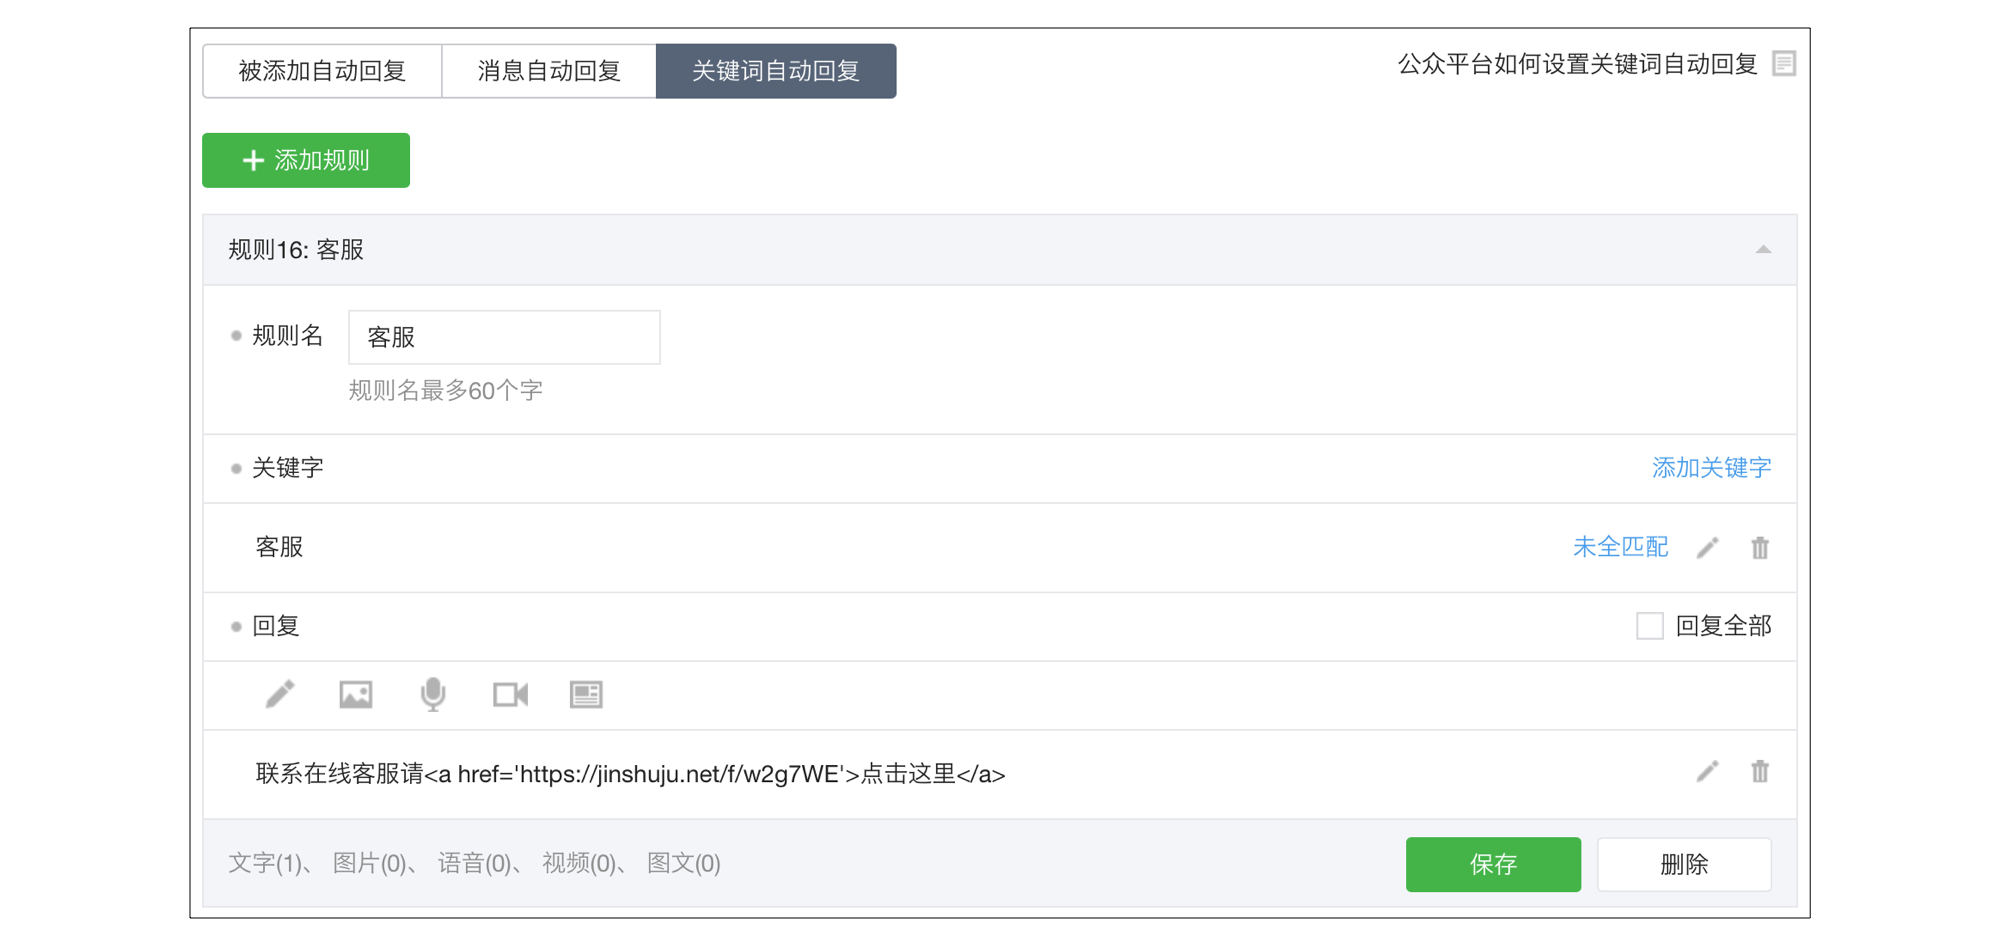 被添加自动回复 消息自动回复 关键词自动回复 公众平台如何设置关键词自动回复
添加规则
规则16: 客服
规则名 客服
规则名最多60个字
关键字 添加关键字
客服 未全匹配
回复 回复全部
联系在线客服请<a href='https://jinshuju.net/f/w2g7WE'>点击这里</a>
文字(1)、 图片(0)、 语音(0)、 视频(0)、 图文(0) 保存 删除